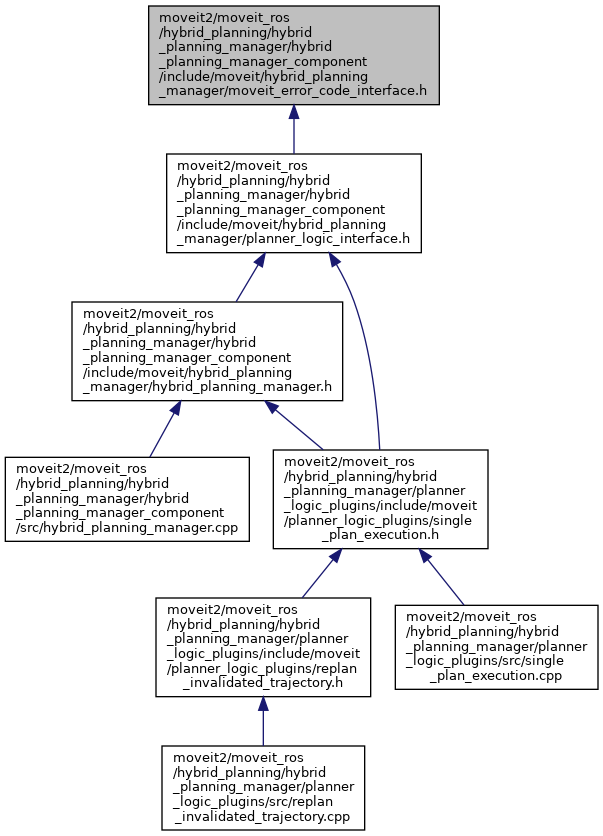 moveit2/moveit_ros
/hybrid_planning/hybrid
_planning_manager/hybrid
_planning_manager_component
/include/moveit/hybrid_planning
_manager/moveit_error_code_interface.h
moveit2/moveit_ros
/hybrid_planning/hybrid
_planning_manager/hybrid
_planning_manager_component
/include/moveit/hybrid_planning
_manager/planner_logic_interface.h
moveit2/moveit_ros
/hybrid_planning/hybrid
_planning_manager/hybrid
_planning_manager_component
/include/moveit/hybrid_planning
_manager/hybrid_planning_manager.h
moveit2/moveit_ros
/hybrid_planning/hybrid
_planning_manager/hybrid
_planning_manager_component
/src/hybrid_planning_manager.cpp
moveit2/moveit_ros
/hybrid_planning/hybrid
_planning_manager/planner
_logic_plugins/include/moveit
/planner_logic_plugins/single
_plan_execution.h
moveit2/moveit_ros
/hybrid_planning/hybrid
_planning_manager/planner
_logic_plugins/include/moveit
/planner_logic_plugins/replan
_invalidated_trajectory.h
moveit2/moveit_ros
/hybrid_planning/hybrid
_planning_manager/planner
_logic_plugins/src/single
_plan_execution.cpp
moveit2/moveit_ros
/hybrid_planning/hybrid
_planning_manager/planner
_logic_plugins/src/replan
_invalidated_trajectory.cpp